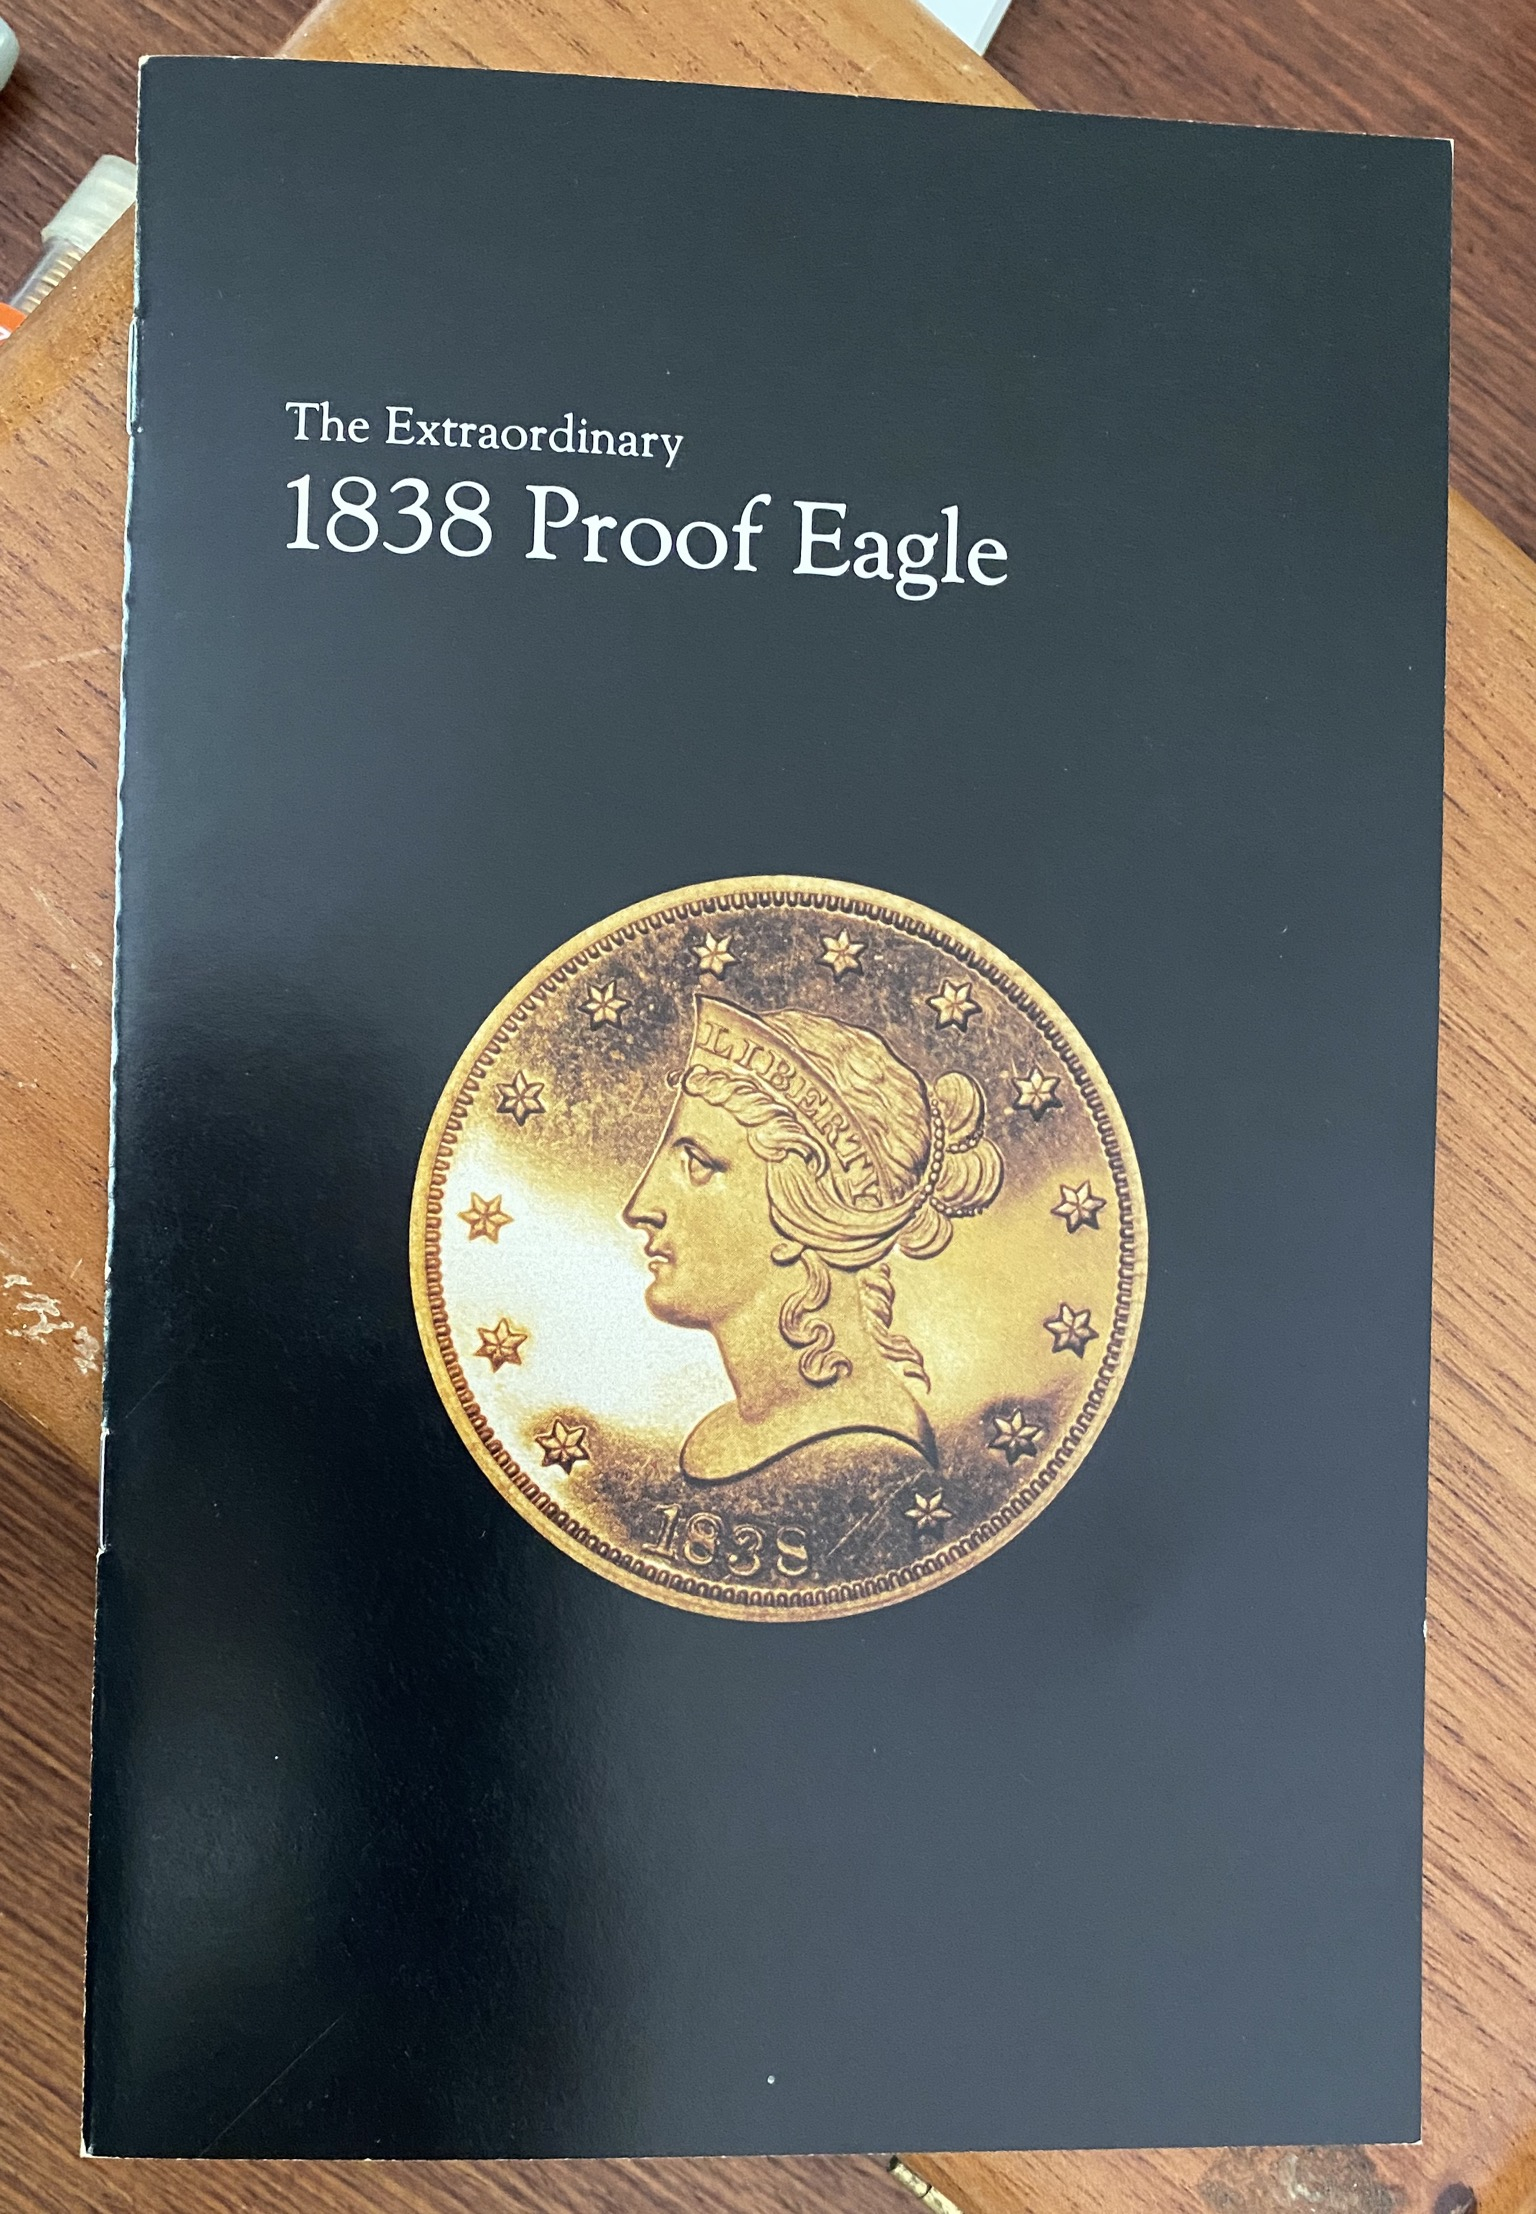 The Extraordinary
1838 Proof Eagle
LIBERTY
1838